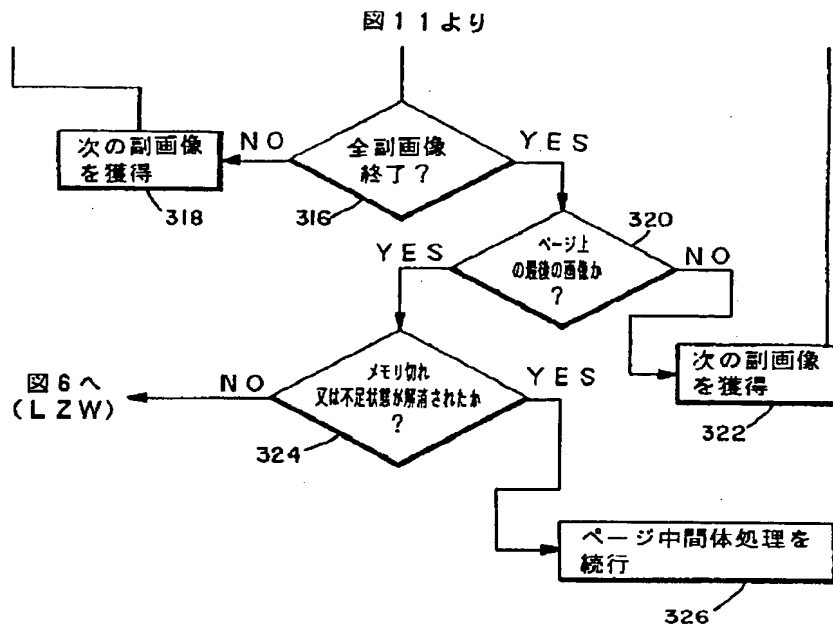 図11より
次の副画像
を獲得
NO
全副画像
終了?
YES
318
316
320
YES
ページ上
の最後の画像か
?
NO
図6へ
(LZW)
NO
メモリ切れ
又は不足状態が解消されたか
?
YES
次の副画像
を獲得
324
322
ページ中間体処理を
続行
326